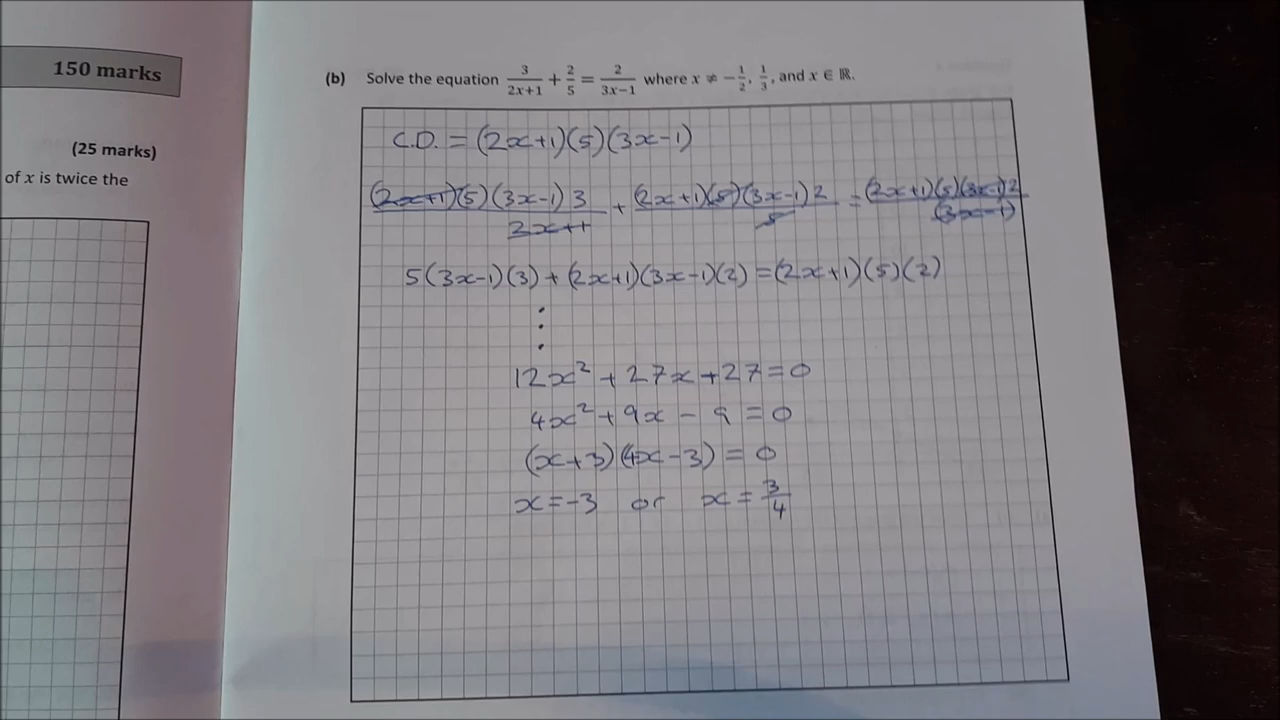 150 marks
(25 marks)
of x is twice the
(b) Solve the equation 3/(2x+1) + 2/5 = 2/(3x−1) where x ≠ −1/2, 1/3, and x ∈ ℝ.
C.D. = (2x+1)(5)(3x-1)
(2x+1)(5)(3x-1)3/2x+1 + (2x+1)(5)(3x-1)2/5 = (2x+1)(5)(3x-1)2/(3x-1)
5(3x-1)(3) + (2x+1)(3x-1)(2) = (2x+1)(5)(2)
⋮
12x² + 27x + 27 = 0
4x² + 9x - 9 = 0
(x+3)(4x-3) = 0
x = -3 or x = 3/4